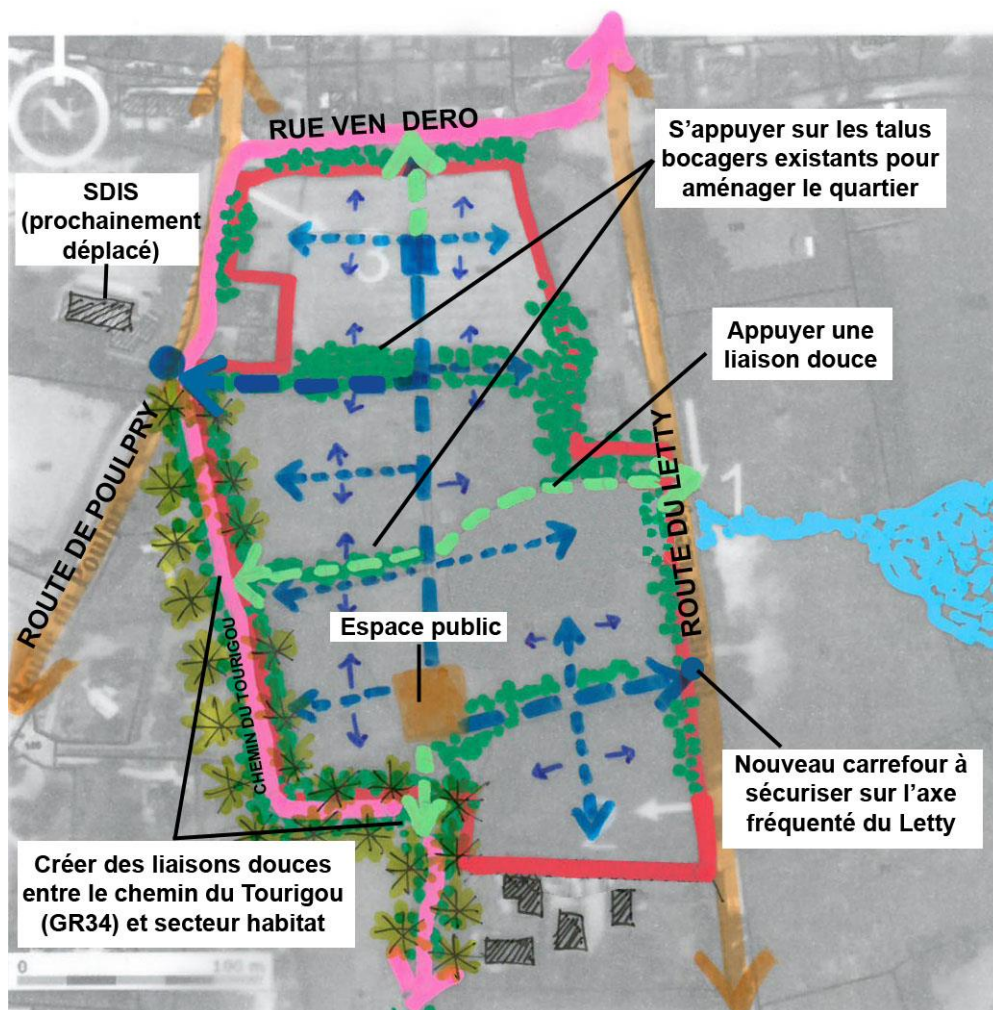 N
RUE VEN DERO
S'appuyer sur les talus
bocagers existants pour
aménager le quartier
SDIS
(prochainement
déplacé)
3
Appuyer une
liaison douce
ROUTE DE POULPRY
ROUTE DU LETTY
1
Espace public
CHEMIN DU TOURIGOU
Nouveau carrefour à
sécuriser sur l'axe
fréquenté du Letty
Créer des liaisons douces
entre le chemin du Tourigou
(GR34) et secteur habitat
0
100 m